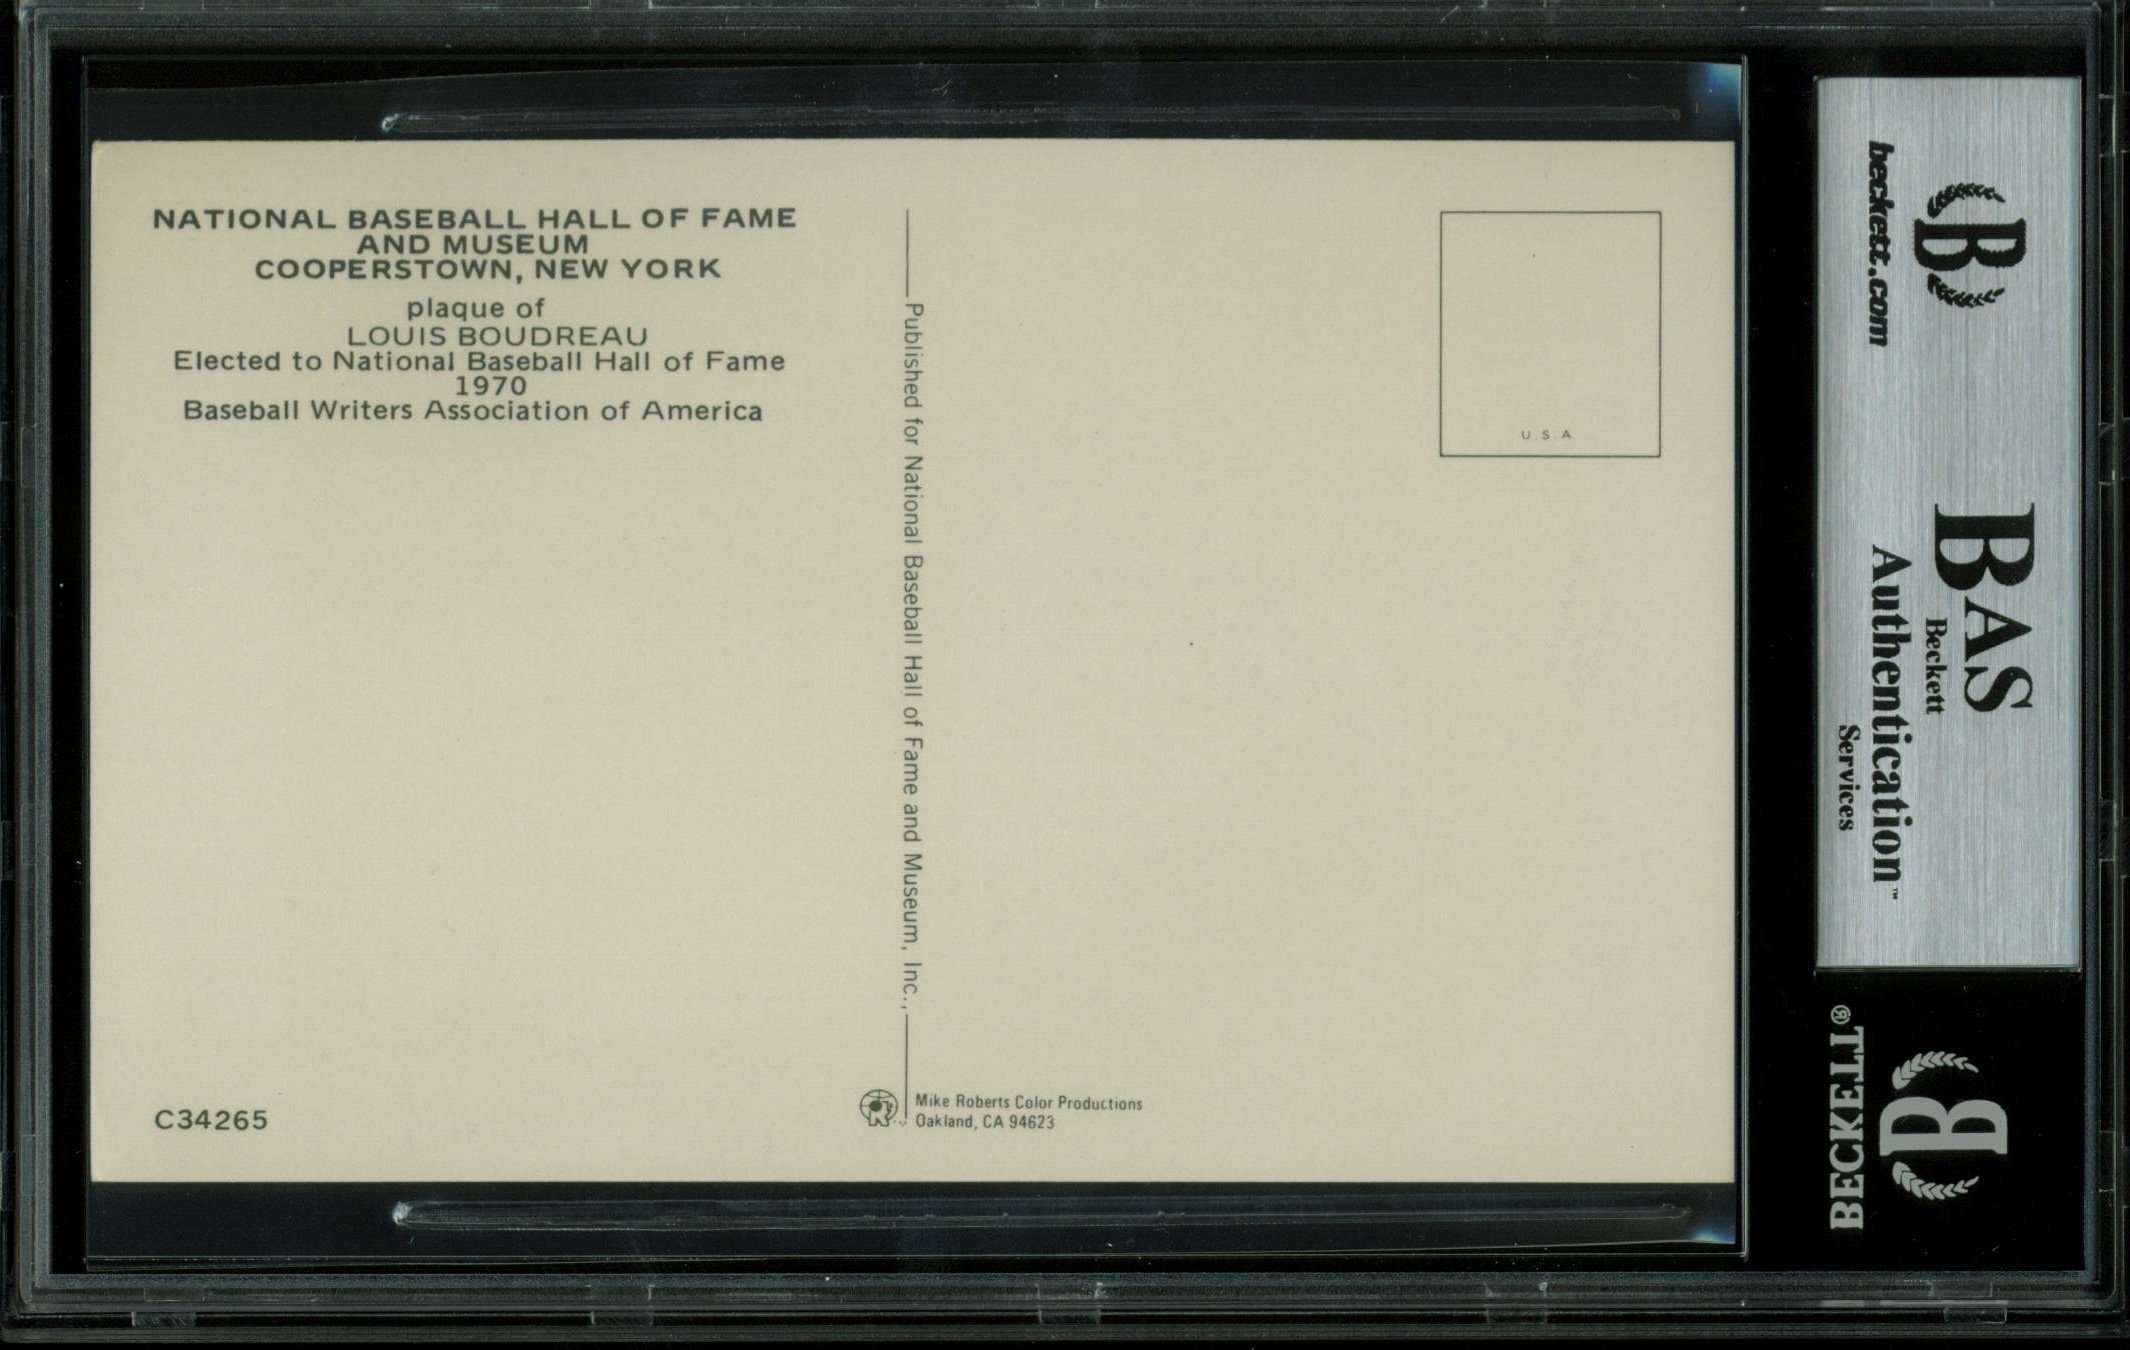 NATIONAL BASEBALL HALL OF FAME
AND MUSEUM
COOPERSTOWN, NEW YORK
plaque of
LOUIS BOUDREAU
Elected to National Baseball Hall of Fame
1970
Baseball Writers Association of America
C34265
Published for National Baseball Hall of Fame and Museum, Inc.,
Mike Roberts Color Productions
Oakland, CA 94623
U.S.A.
B
beckett.com
BAS
Beckett
Authentication™
Services
B
BECKETT®